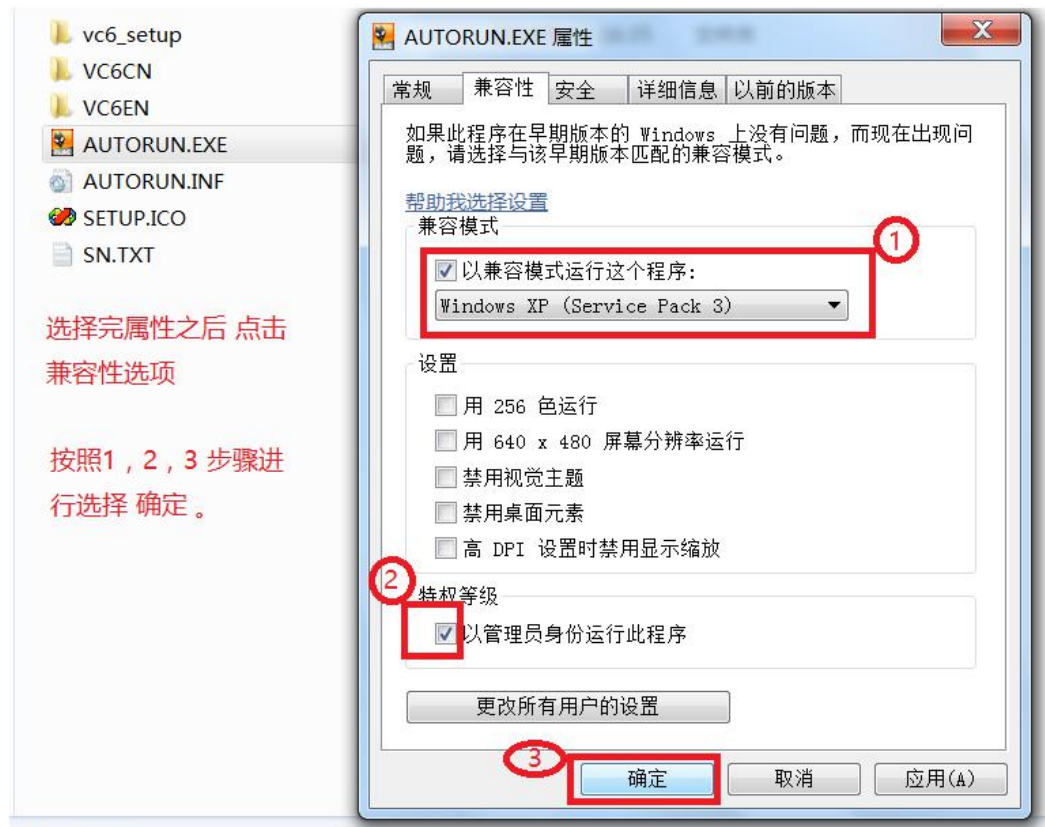 vc6_setup
VC6CN
VC6EN
AUTORUN.EXE
AUTORUN.INF
SETUP.ICO
SN.TXT
选择完属性之后 点击
兼容性选项
按照1，2，3 步骤进
行选择 确定 。
AUTORUN.EXE 属性
X
常规 兼容性 安全 详细信息 以前的版本
如果此程序在早期版本的 Windows 上没有问题，而现在出现问
题，请选择与该早期版本匹配的兼容模式。
帮助我选择设置
兼容模式
1
以兼容模式运行这个程序:
Windows XP (Service Pack 3)
设置
用 256 色运行
用 640 x 480 屏幕分辨率运行
禁用视觉主题
禁用桌面元素
高 DPI 设置时禁用显示缩放
2
特权等级
以管理员身份运行此程序
更改所有用户的设置
3
确定 取消 应用(A)